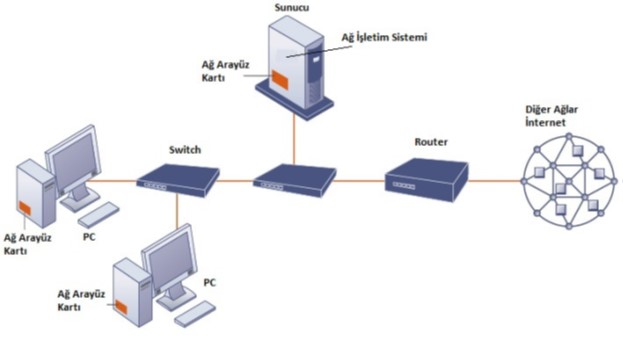 Sunucu
Ağ İşletim Sistemi
Ağ Arayüz
Kartı
Diğer Ağlar
İnternet
Switch
Router
Ağ Arayüz
Kartı
PC
Ağ Arayüz
Kartı
PC